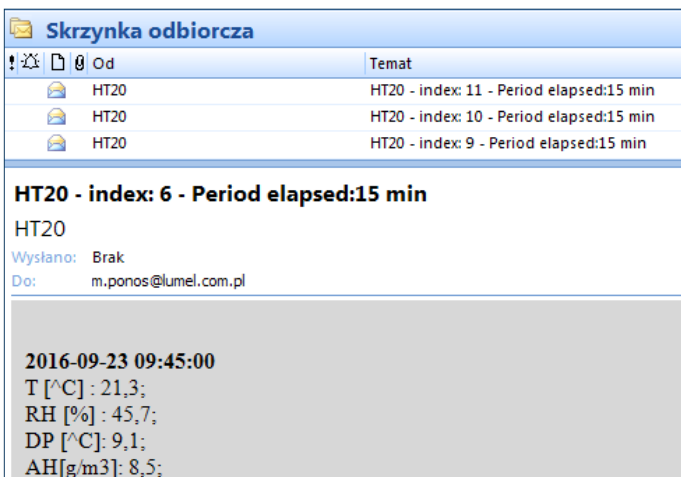 Skrzynka odbiorcza
! Od Temat
HT20 HT20 - index: 11 - Period elapsed:15 min
HT20 HT20 - index: 10 - Period elapsed:15 min
HT20 HT20 - index: 9 - Period elapsed:15 min
HT20 - index: 6 - Period elapsed:15 min
HT20
Wysłano: Brak
Do: m.ponos@lumel.com.pl
2016-09-23 09:45:00
T [^C] : 21,3;
RH [%] : 45,7;
DP [^C]: 9,1;
AH[g/m3]: 8,5;